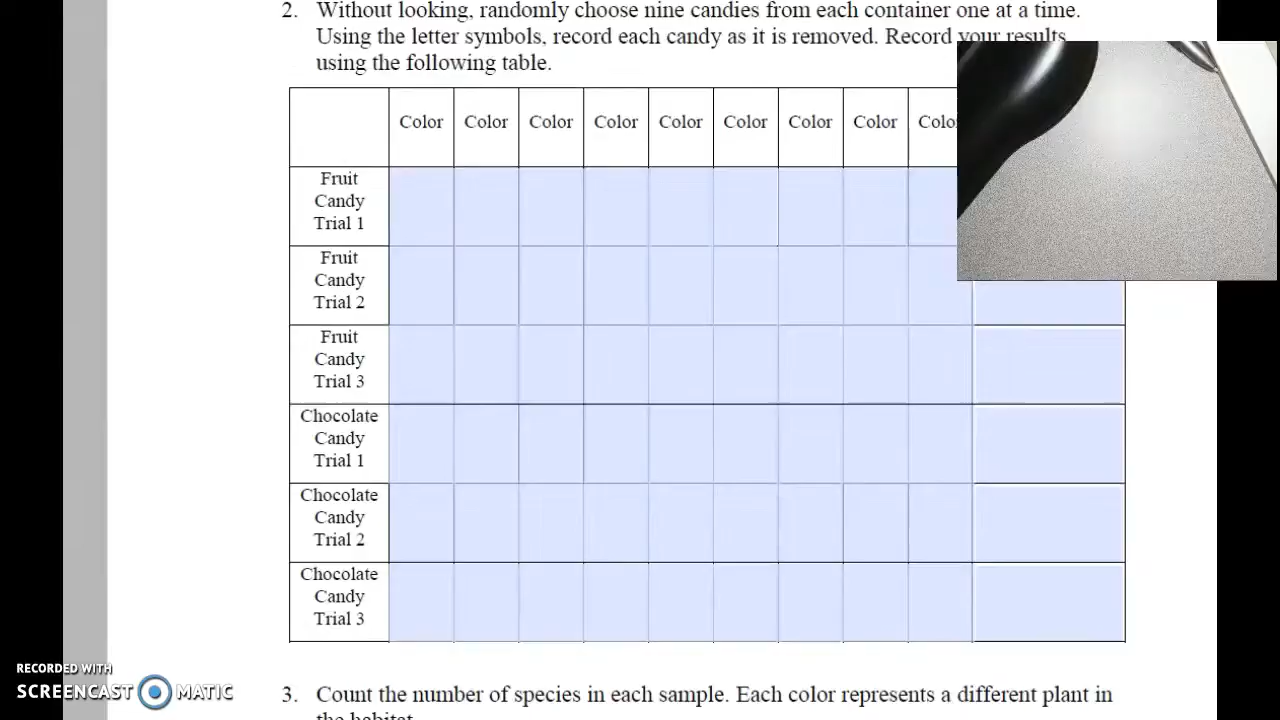 2. Without looking, randomly choose nine candies from each container one at a time.
Using the letter symbols, record each candy as it is removed. Record your results
using the following table.
Color Color Color Color Color Color Color Color
Fruit
Candy
Trial 1
Fruit
Candy
Trial 2
Fruit
Candy
Trial 3
Chocolate
Candy
Trial 1
Chocolate
Candy
Trial 2
Chocolate
Candy
Trial 3
RECORDED WITH
SCREENCAST MATIC
3. Count the number of species in each sample. Each color represents a different plant in
the habitat